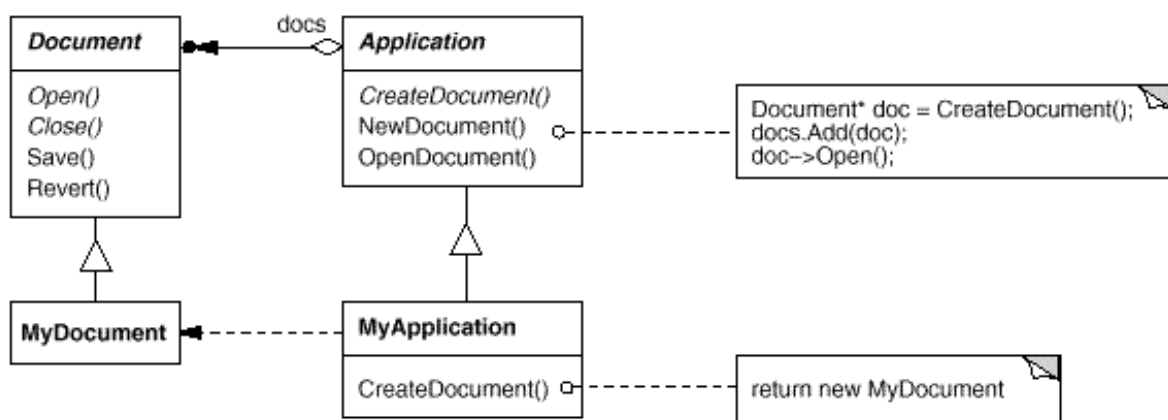 docs
Document
Open()
Close()
Save()
Revert()
Application
CreateDocument()
NewDocument()
OpenDocument()
Document* doc = CreateDocument();
docs.Add(doc);
doc->Open();
MyDocument
MyApplication
CreateDocument()
return new MyDocument